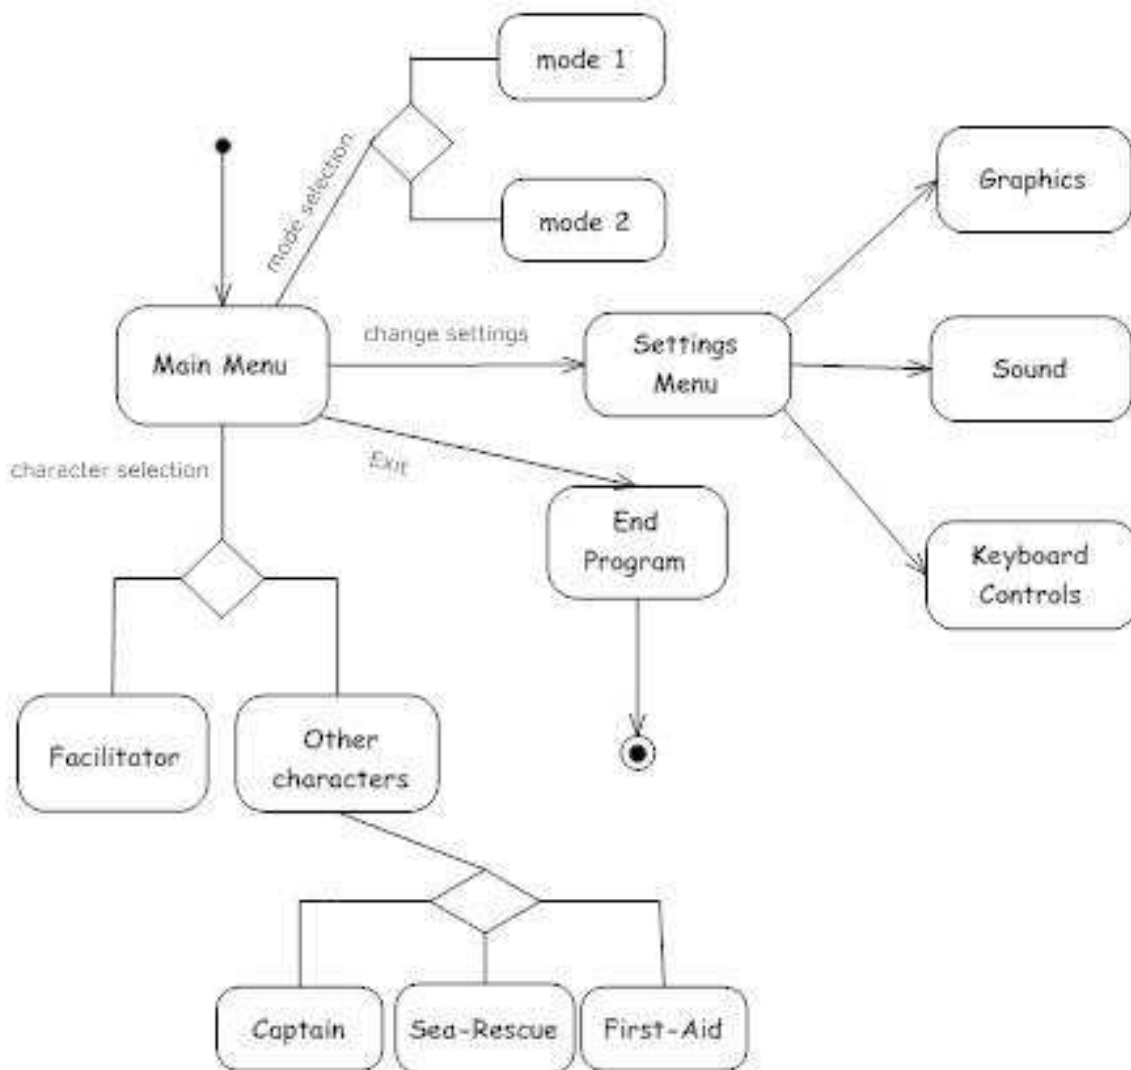 mode 1
mode selection
Graphics
mode 2
change settings
Settings
Menu
Main Menu
Sound
character selection
Exit
End
Program
Keyboard
Controls
Facilitator
Other
characters
Captain
Sea-Rescue
First-Aid